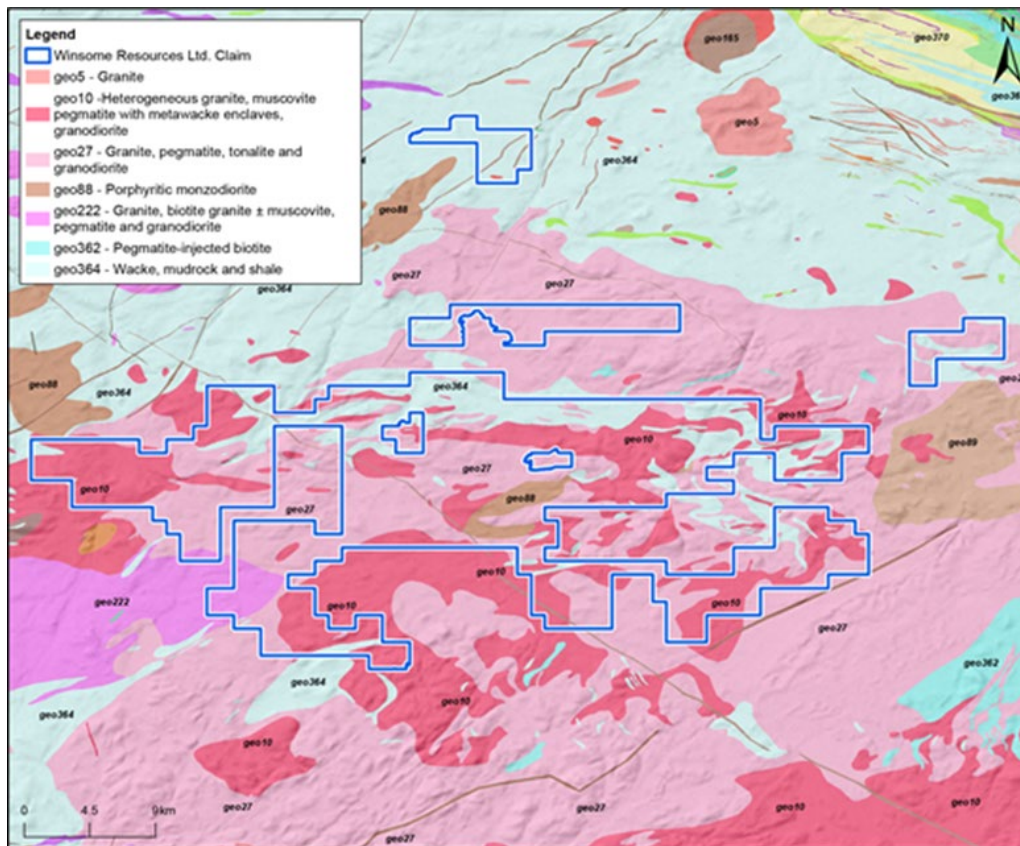 Legend
Winsome Resources Ltd. Claim
geo5 - Granite
geo10 -Heterogeneous granite, muscovite
pegmatite with metawacke enclaves,
granodiorite
geo27 - Granite, pegmatite, tonalite and
granodiorite
geo88 - Porphyritic monzodiorite
geo222 - Granite, biotite granite ± muscovite,
pegmatite and granodiorite
geo362 - Pegmatite-injected biotite
geo364 - Wacke, mudrock and shale
N
geo165
geo370
geo5
geo364
geo88
geo27
geo27
geo364
geo364
geo88
geo364
geo10
geo10
geo27
geo89
geo10
geo88
geo27
geo10
geo222
geo10
geo10
geo27
geo362
geo364
geo10
geo364
geo10
geo27
geo27
geo10
geo10
geo27
0 4.5 9km